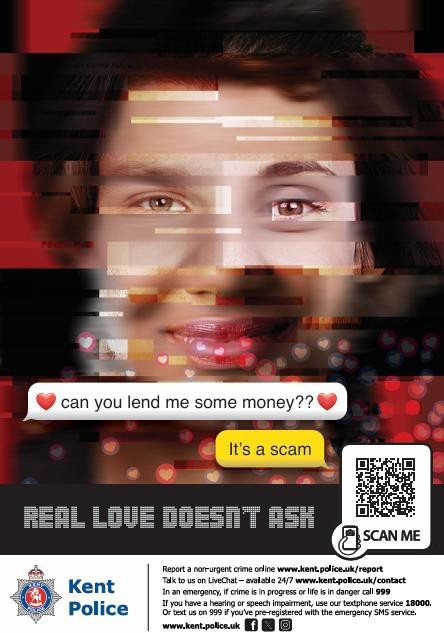 can you lend me some money??
It's a scam
REAL LOVE DOESN'T ASK
SCAN ME
KENT
Kent
Police
Report a non-urgent crime online www.kent.police.uk/report
Talk to us on LiveChat – available 24/7 www.kent.police.uk/contact
In an emergency, if crime is in progress or life is in danger call 999
If you have a hearing or speech impairment, use our textphone service 18000.
Or text us on 999 if you've pre-registered with the emergency SMS service.
www.kent.police.uk